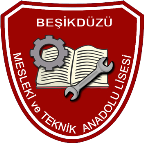 BEŞİKDÜZÜ
MESLEKİ ve TEKNİK ANADOLU LİSESİ